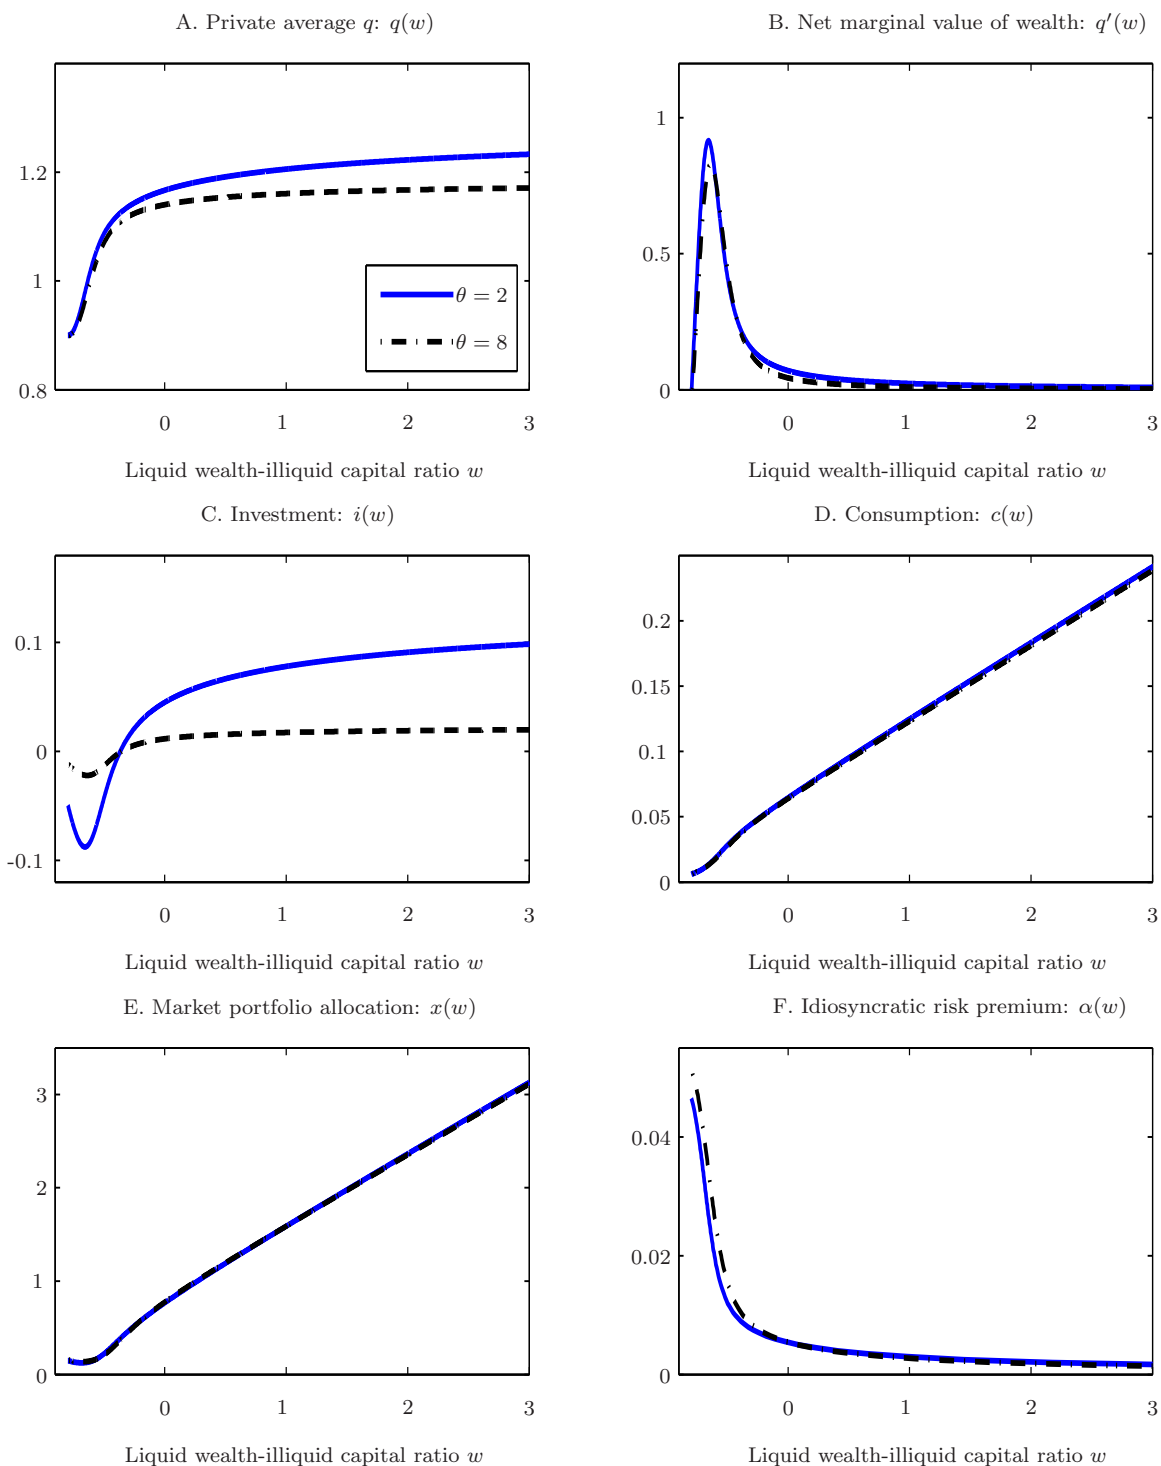 A. Private average q: q(w)
B. Net marginal value of wealth: q′(w)
1.2
1
0.8
θ = 2
θ = 8
0 1 2 3
Liquid wealth-illiquid capital ratio w
1
0.5
0
0 1 2 3
Liquid wealth-illiquid capital ratio w
C. Investment: i(w)
D. Consumption: c(w)
0.1
0
-0.1
0 1 2 3
Liquid wealth-illiquid capital ratio w
0.2
0.15
0.1
0.05
0
0 1 2 3
Liquid wealth-illiquid capital ratio w
E. Market portfolio allocation: x(w)
F. Idiosyncratic risk premium: α(w)
3
2
1
0
0 1 2 3
Liquid wealth-illiquid capital ratio w
0.04
0.02
0
0 1 2 3
Liquid wealth-illiquid capital ratio w